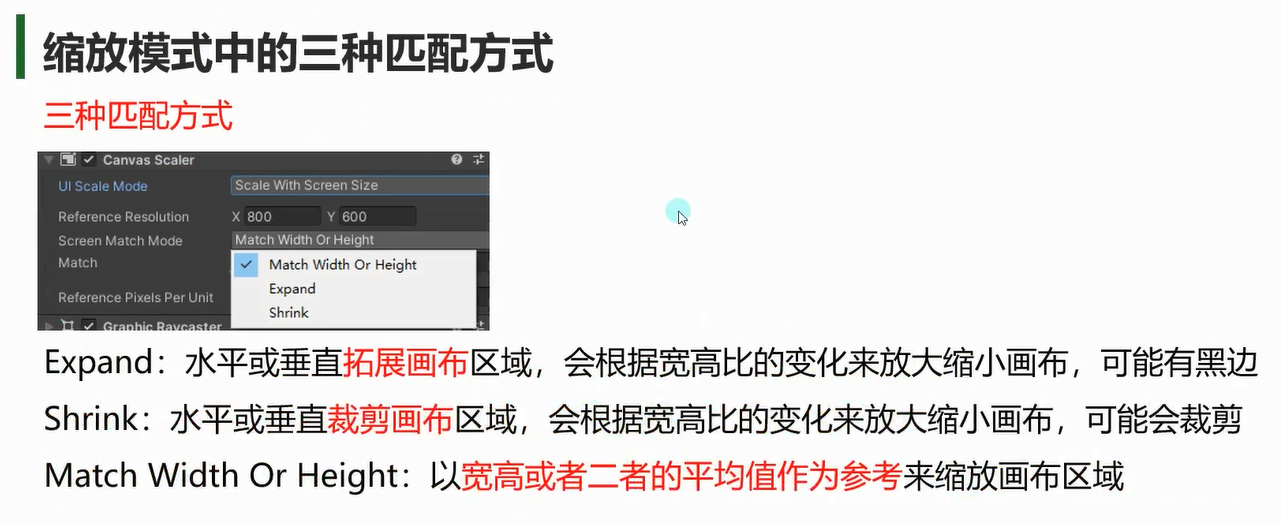 缩放模式中的三种匹配方式
三种匹配方式
Canvas Scaler
UI Scale Mode Scale With Screen Size
Reference Resolution X 800 Y 600
Screen Match Mode Match Width Or Height
Match
Match Width Or Height
Expand
Reference Pixels Per Unit
Shrink
Graphic Raycaster
Expand：水平或垂直拓展画布区域，会根据宽高比的变化来放大缩小画布，可能有黑边
Shrink：水平或垂直裁剪画布区域，会根据宽高比的变化来放大缩小画布，可能会裁剪
Match Width Or Height：以宽高或者二者的平均值作为参考来缩放画布区域